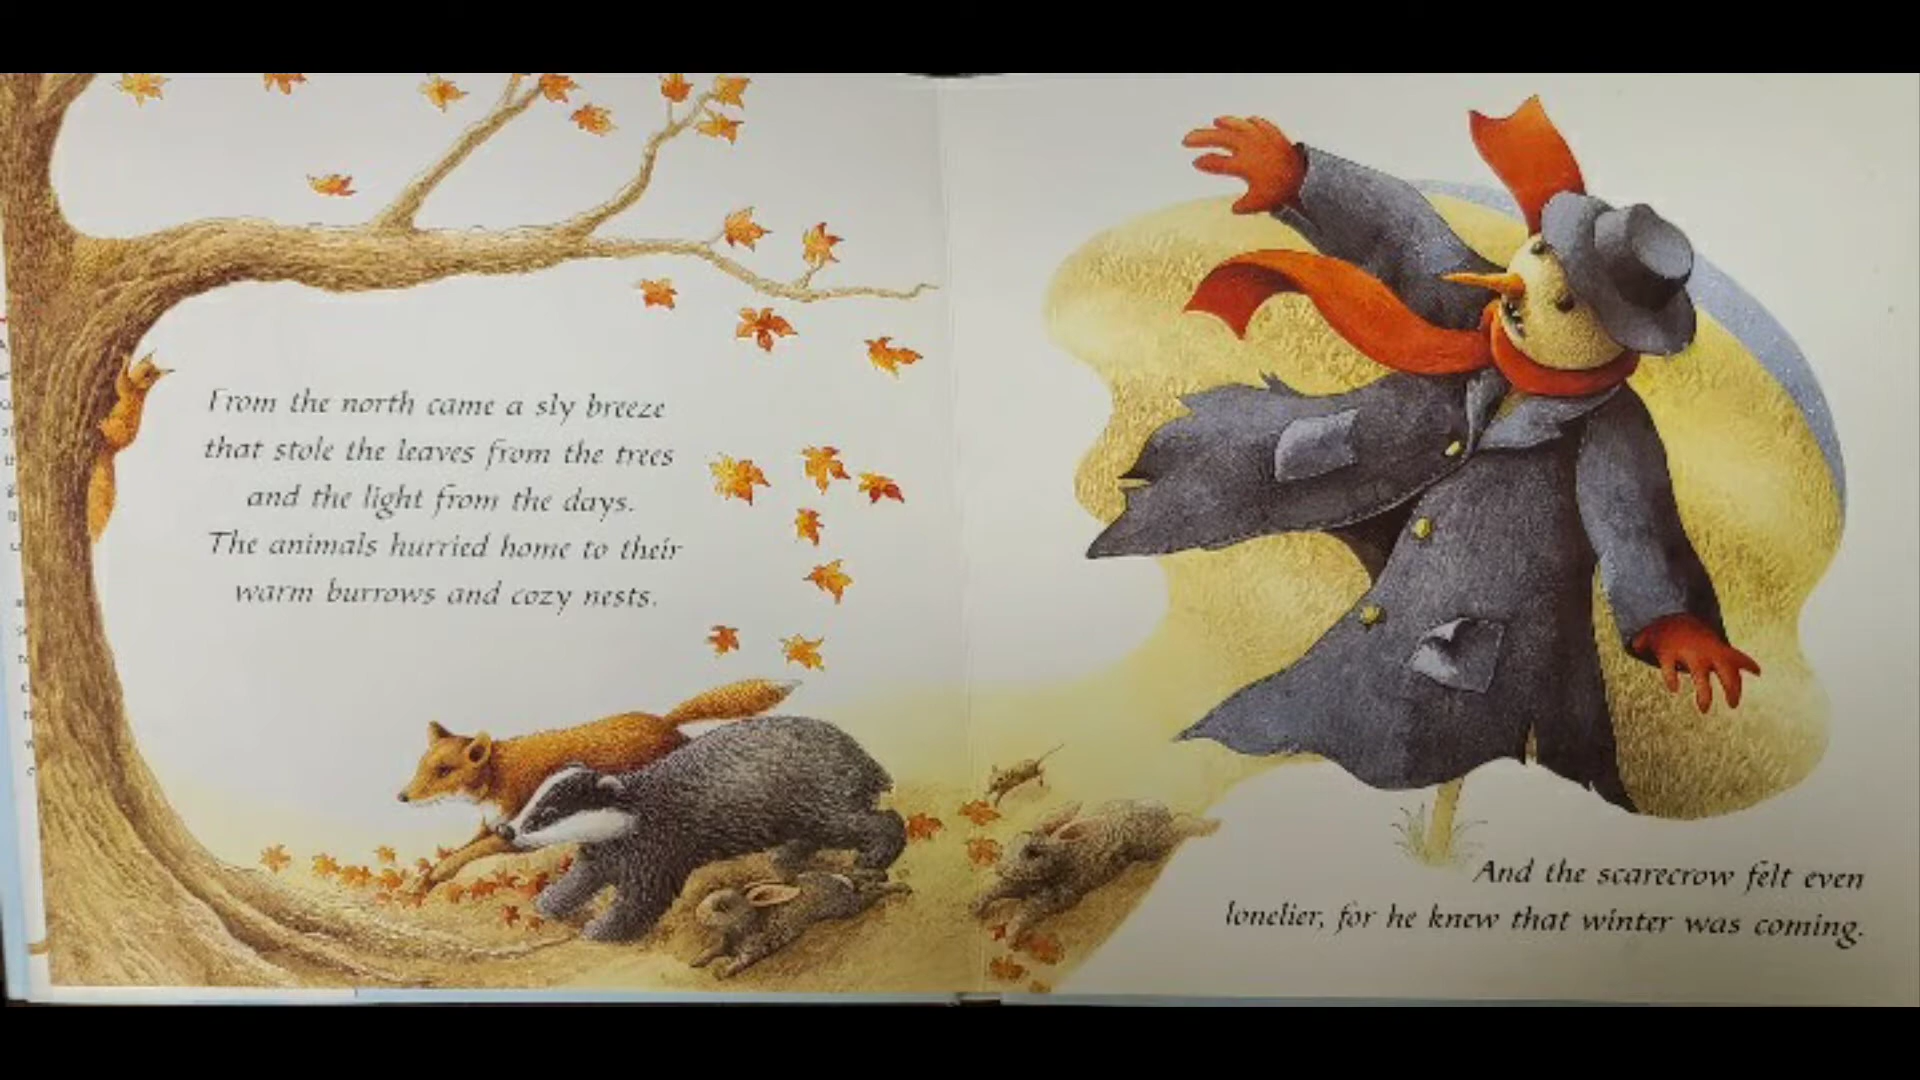 From the north came a sly breeze
that stole the leaves from the trees
and the light from the days.
The animals hurried home to their
warm burrows and cozy nests.
And the scarecrow felt even
lonelier, for he knew that winter was coming.